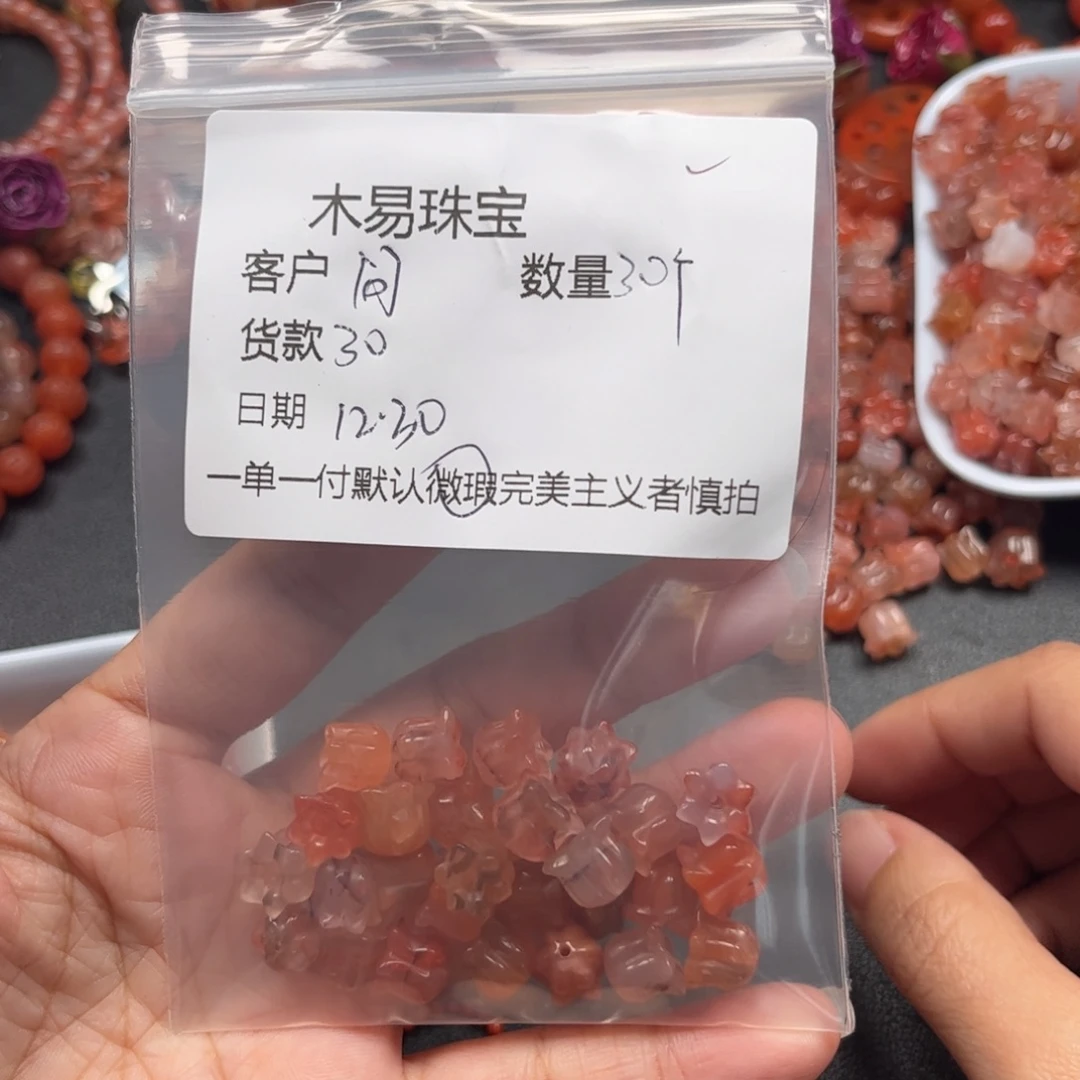 木易珠宝
客户 数量30个
货款30
日期 12.30
一单一付默认微瑕完美主义者慎拍